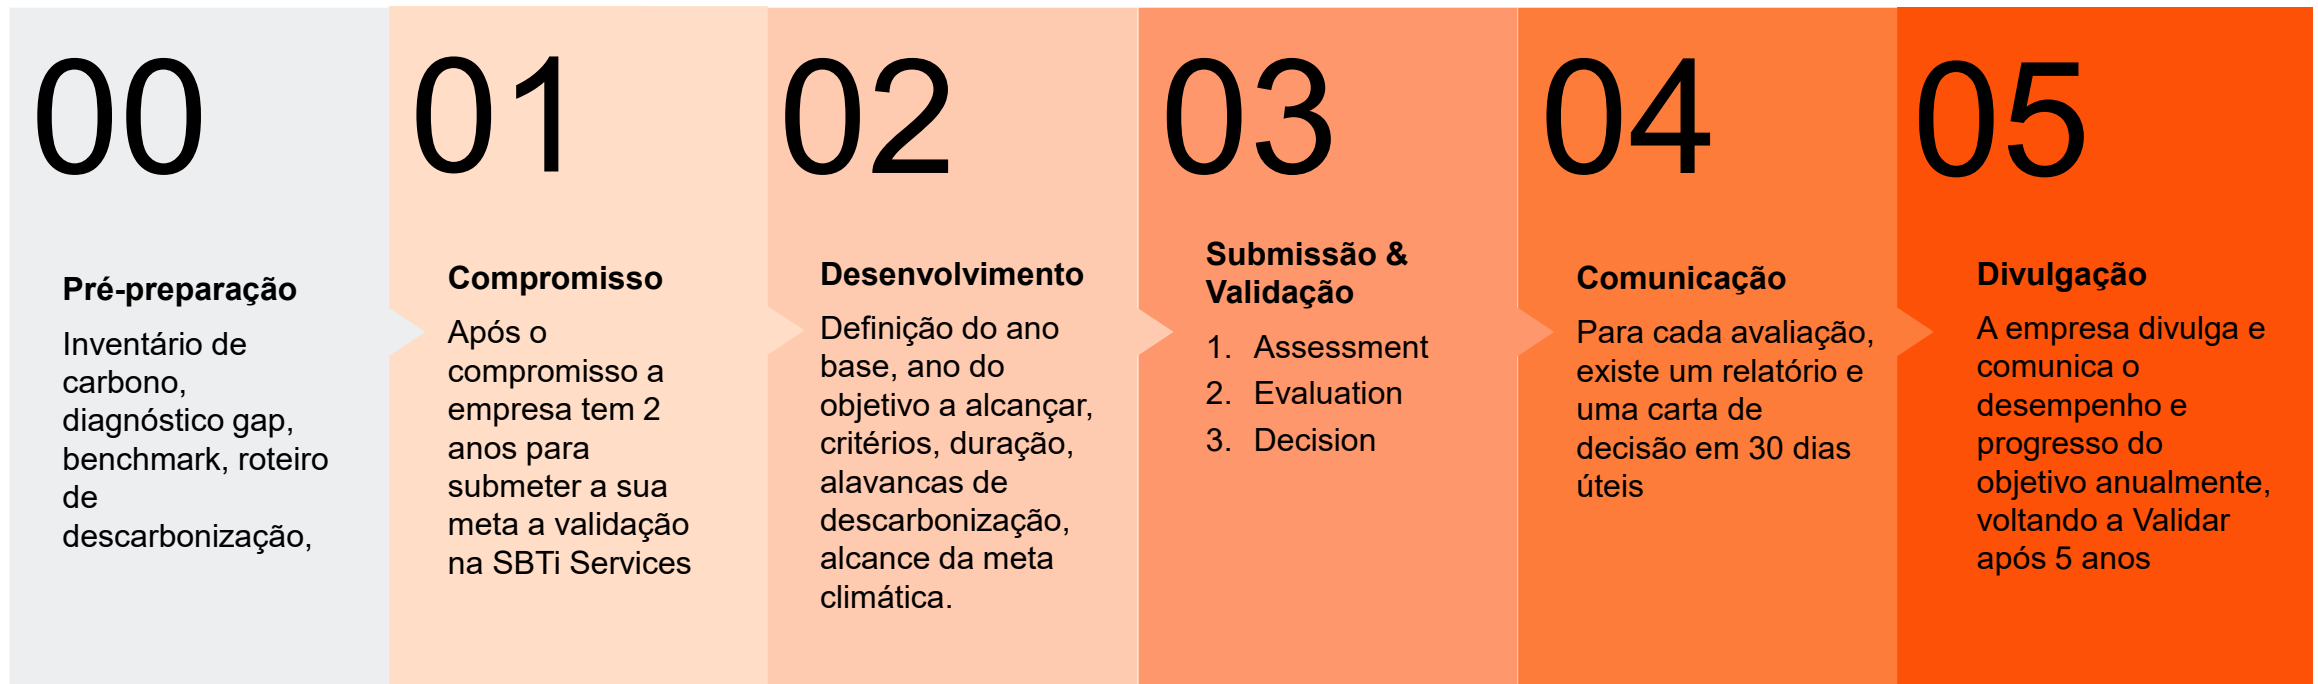 00
Pré-preparação
Inventário de
carbono,
diagnóstico gap,
benchmark, roteiro
de
descarbonização,
01
Compromisso
Após o
compromisso a
empresa tem 2
anos para
submeter a sua
meta a validação
na SBTi Services
02
Desenvolvimento
Definição do ano
base, ano do
objetivo a alcançar,
critérios, duração,
alavancas de
descarbonização,
alcance da meta
climática.
03
Submissão &
Validação
1. Assessment
2. Evaluation
3. Decision
04
Comunicação
Para cada avaliação,
existe um relatório e
uma carta de
decisão em 30 dias
úteis
05
Divulgação
A empresa divulga e
comunica o
desempenho e
progresso do
objetivo anualmente,
voltando a Validar
após 5 anos